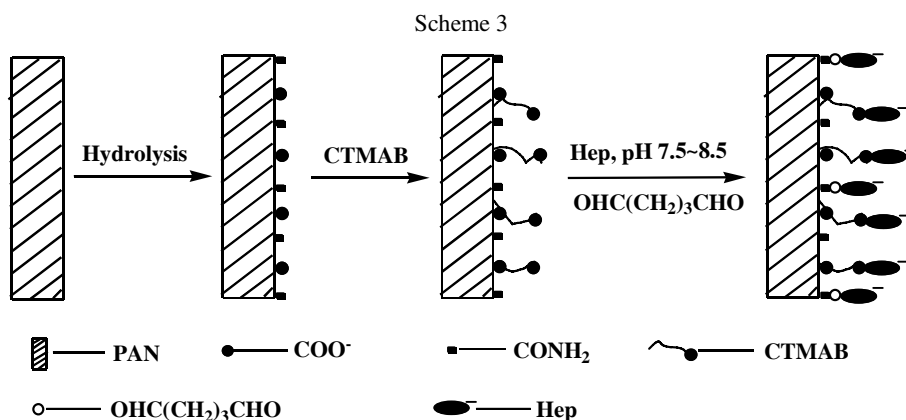 Scheme 3
Hydrolysis
CTMAB
Hep, pH 7.5~8.5
OHC(CH₂)₃CHO
PAN
COO⁻
CONH₂
CTMAB
OHC(CH₂)₃CHO
Hep